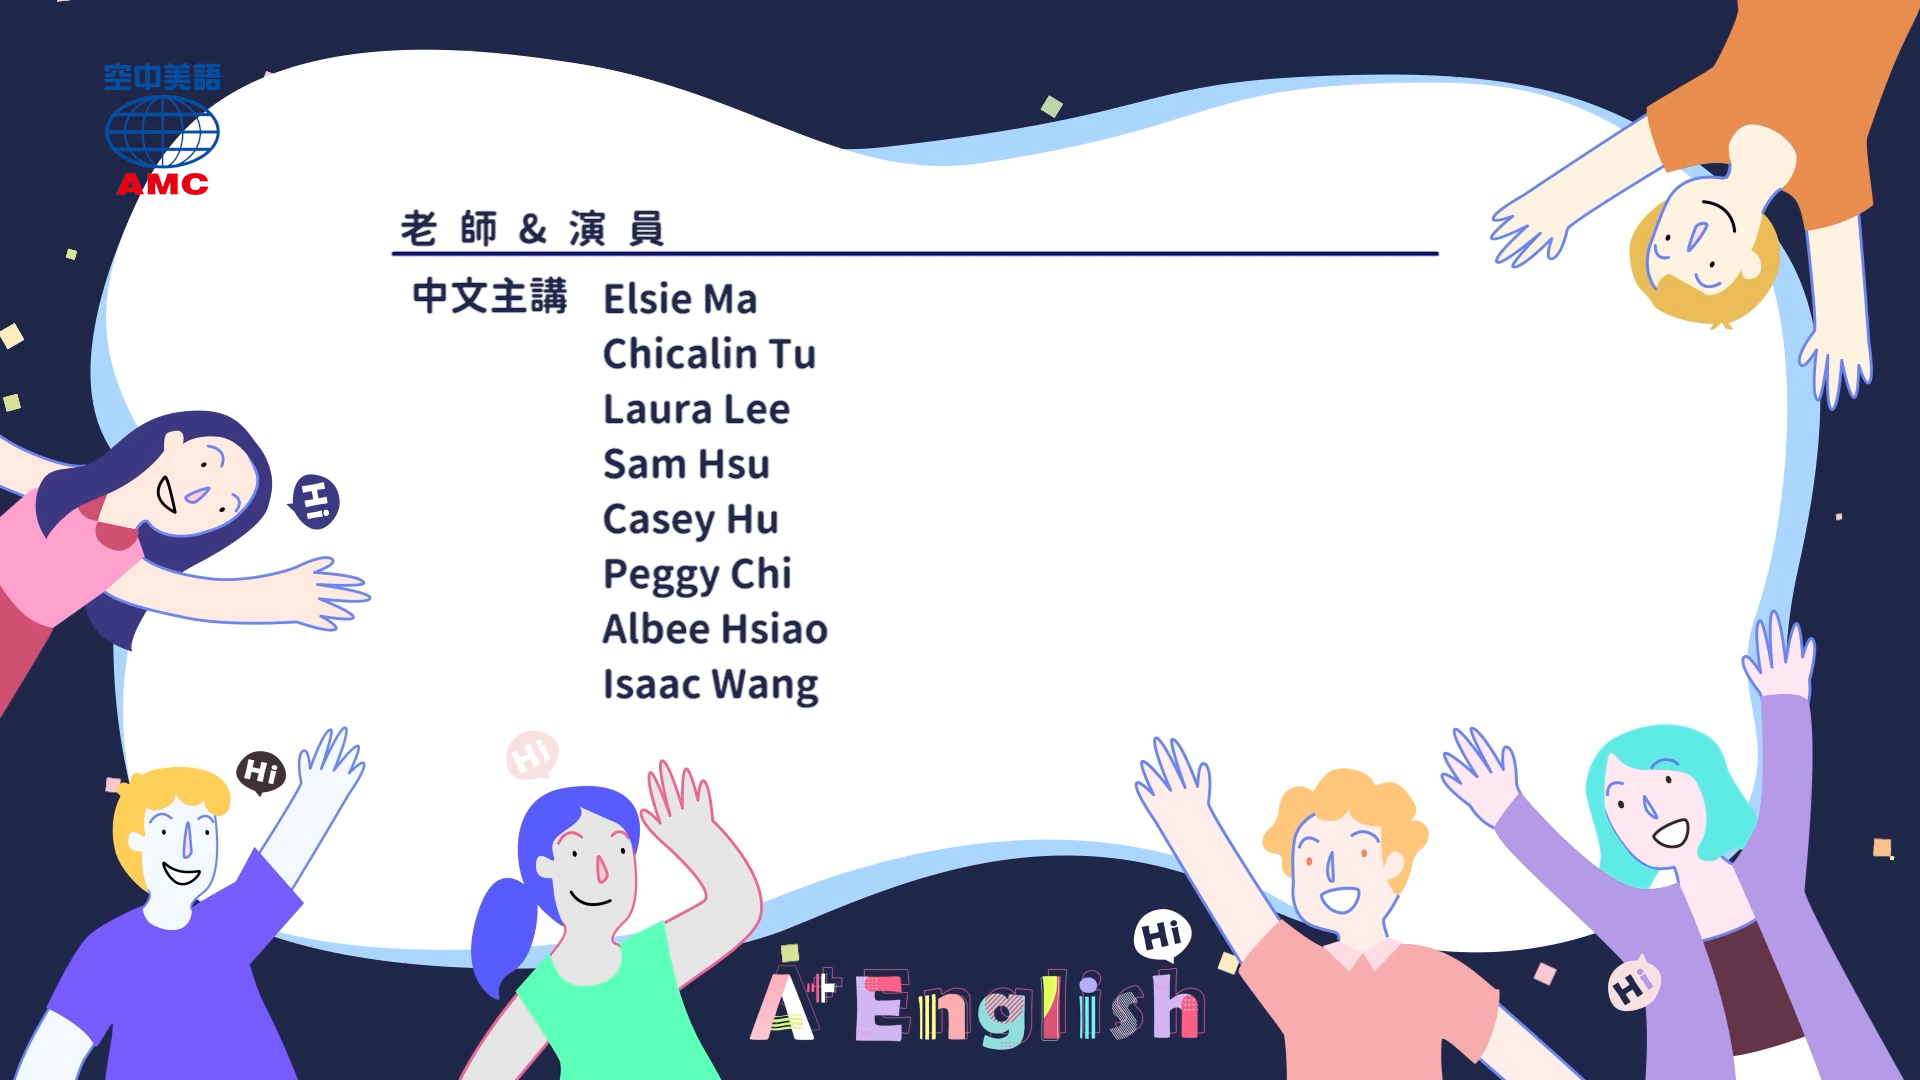 空中美語
AMC
老師&演員
中文主講 Elsie Ma
Chicalin Tu
Laura Lee
Sam Hsu
Casey Hu
Peggy Chi
Albee Hsiao
Isaac Wang
Hi
Hi
Hi
Hi
Hi
A+ English